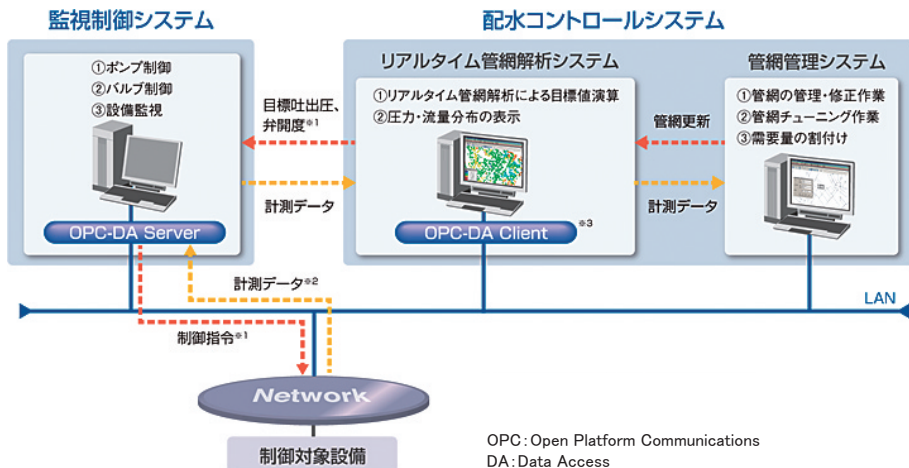 監視制御システム
配水コントロールシステム
①ポンプ制御
②バルブ制御
③設備監視
OPC-DA Server
目標吐出圧、
弁開度※1
計測データ
リアルタイム管網解析システム
①リアルタイム管網解析による目標値演算
②圧力・流量分布の表示
OPC-DA Client
※3
管網更新
計測データ
管網管理システム
①管網の管理・修正作業
②管網チューニング作業
③需要量の割付け
計測データ※2
LAN
制御指令※1
Network
制御対象設備
OPC:Open Platform Communications
DA:Data Access